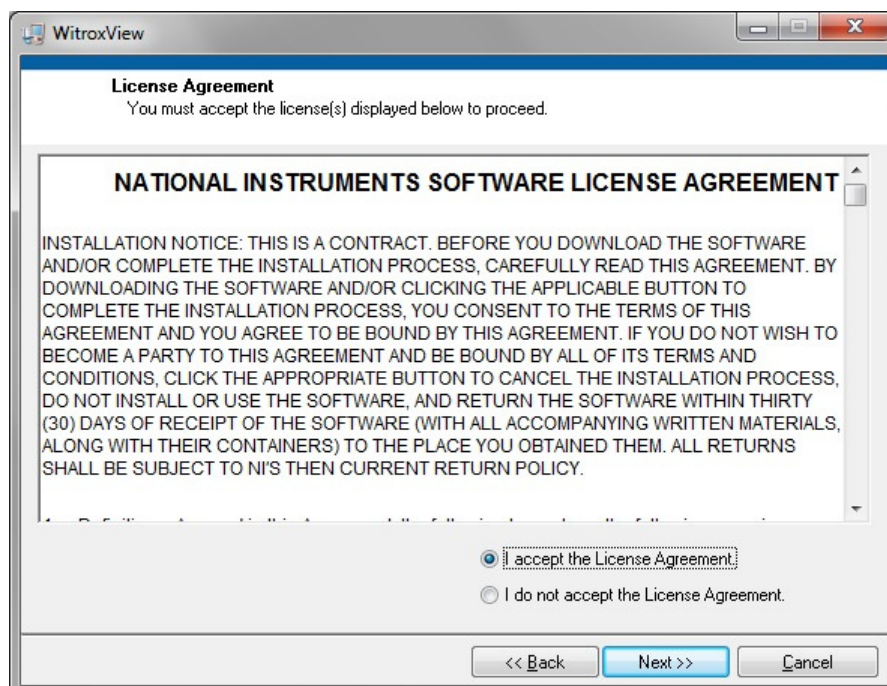 WitroxView
License Agreement
You must accept the license(s) displayed below to proceed.
NATIONAL INSTRUMENTS SOFTWARE LICENSE AGREEMENT
INSTALLATION NOTICE: THIS IS A CONTRACT. BEFORE YOU DOWNLOAD THE SOFTWARE
AND/OR COMPLETE THE INSTALLATION PROCESS, CAREFULLY READ THIS AGREEMENT. BY
DOWNLOADING THE SOFTWARE AND/OR CLICKING THE APPLICABLE BUTTON TO
COMPLETE THE INSTALLATION PROCESS, YOU CONSENT TO THE TERMS OF THIS
AGREEMENT AND YOU AGREE TO BE BOUND BY THIS AGREEMENT. IF YOU DO NOT WISH TO
BECOME A PARTY TO THIS AGREEMENT AND BE BOUND BY ALL OF ITS TERMS AND
CONDITIONS, CLICK THE APPROPRIATE BUTTON TO CANCEL THE INSTALLATION PROCESS,
DO NOT INSTALL OR USE THE SOFTWARE, AND RETURN THE SOFTWARE WITHIN THIRTY
(30) DAYS OF RECEIPT OF THE SOFTWARE (WITH ALL ACCOMPANYING WRITTEN MATERIALS,
ALONG WITH THEIR CONTAINERS) TO THE PLACE YOU OBTAINED THEM. ALL RETURNS
SHALL BE SUBJECT TO NI'S THEN CURRENT RETURN POLICY.
I accept the License Agreement.
I do not accept the License Agreement.
<< Back
Next >>
Cancel